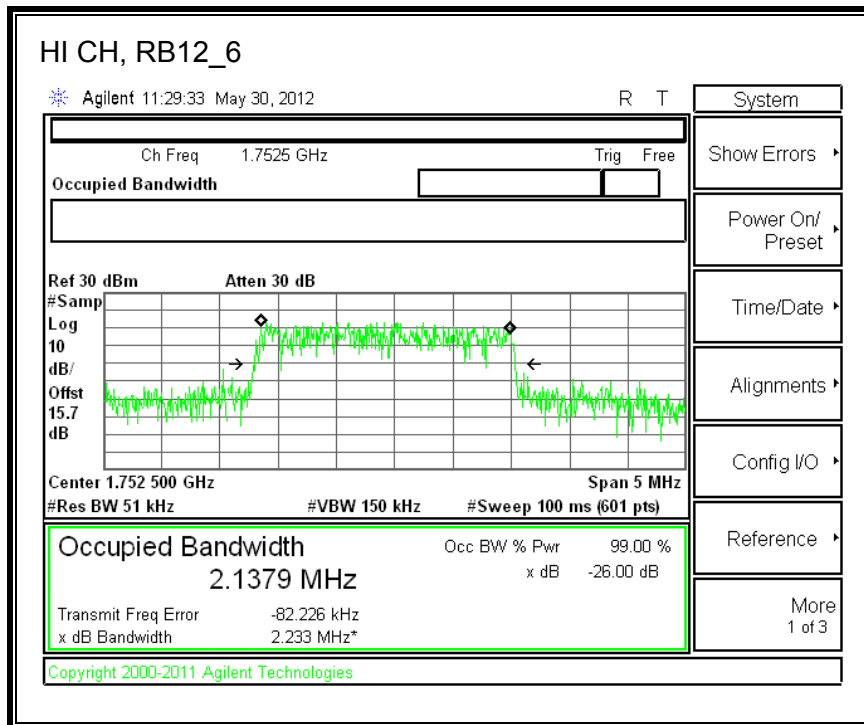 HI CH, RB12_6
Agilent 11:29:33 May 30, 2012 R T
System
Ch Freq 1.7525 GHz Trig Free
Show Errors
Occupied Bandwidth
Power On/
Preset
Ref 30 dBm Atten 30 dB
#Samp
Log
10
dB/
Offst
15.7
dB
Time/Date
Alignments
Config I/O
Center 1.752 500 GHz Span 5 MHz
#Res BW 51 kHz #VBW 150 kHz #Sweep 100 ms (601 pts)
Reference
Occupied Bandwidth Occ BW % Pwr 99.00 %
2.1379 MHz x dB -26.00 dB
Transmit Freq Error -82.226 kHz
x dB Bandwidth 2.233 MHz*
More
1 of 3
Copyright 2000-2011 Agilent Technologies